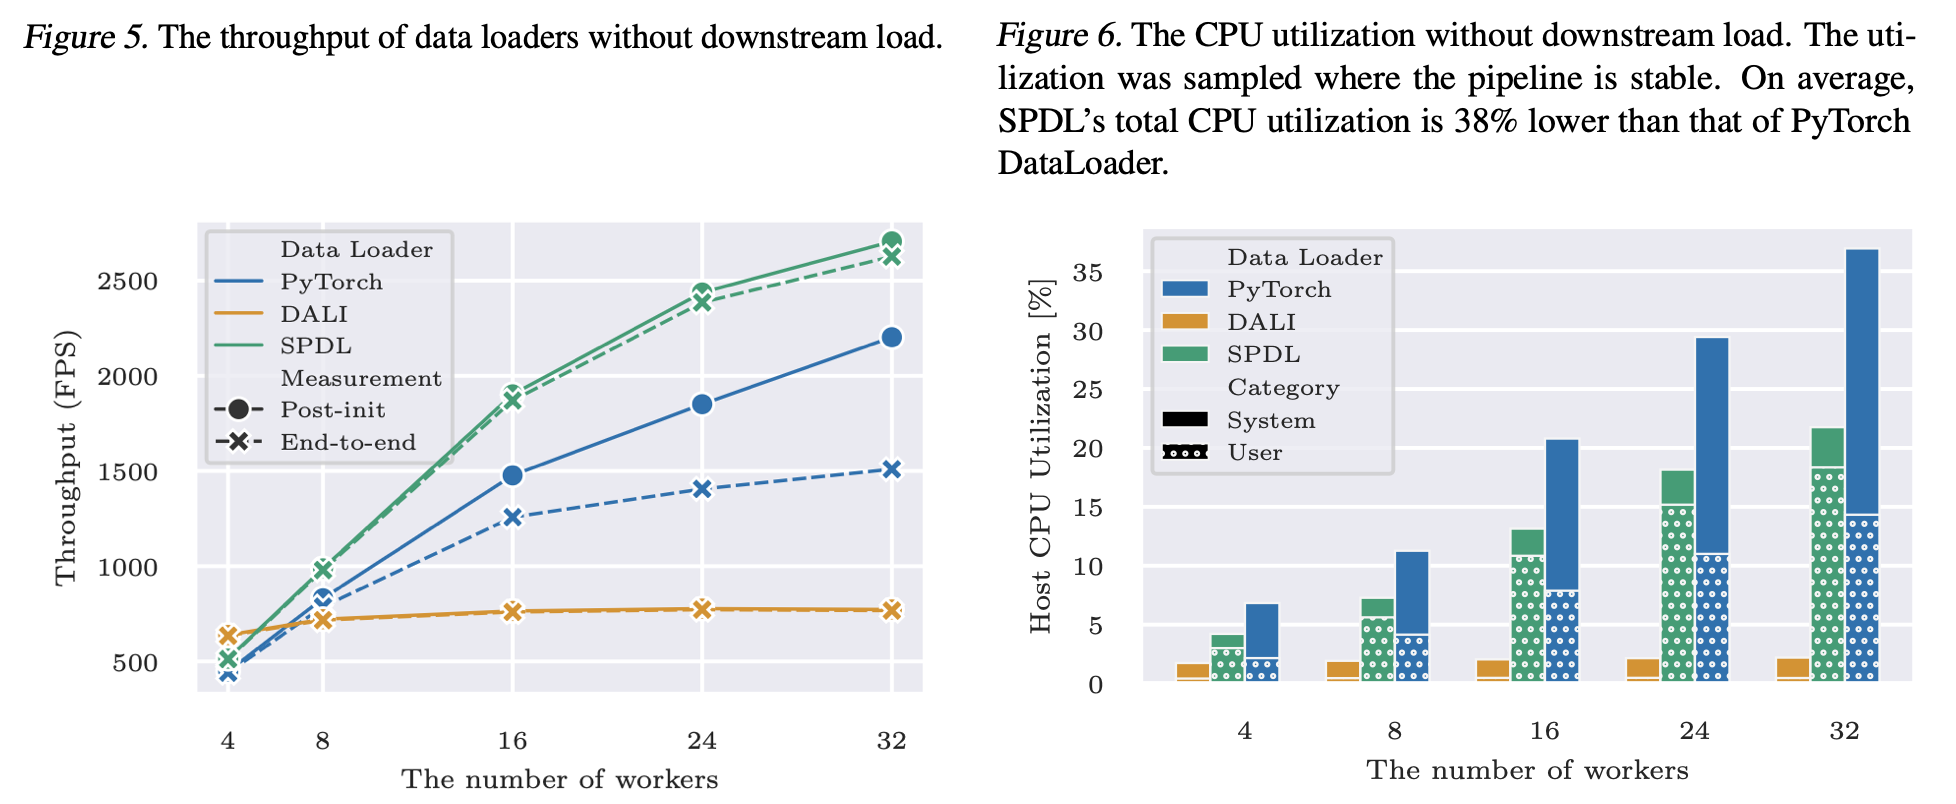 Figure 5. The throughput of data loaders without downstream load.
Figure 6. The CPU utilization without downstream load. The uti-
lization was sampled where the pipeline is stable. On average,
SPDL's total CPU utilization is 38% lower than that of PyTorch
DataLoader.
Throughput (FPS)
2500
2000
1500
1000
500
Data Loader
PyTorch
DALI
SPDL
Measurement
Post-init
End-to-end
4 8 16 24 32
The number of workers
Host CPU Utilization [%]
35
30
25
20
15
10
5
0
Data Loader
PyTorch
DALI
SPDL
Category
System
User
4 8 16 24 32
The number of workers